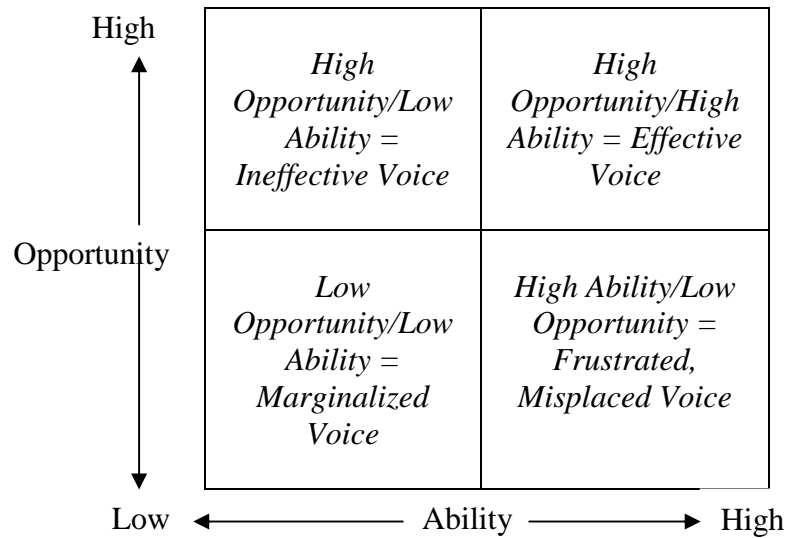 High
High
Opportunity/Low
Ability =
Ineffective Voice
High
Opportunity/High
Ability = Effective
Voice
Opportunity
Low
Opportunity/Low
Ability =
Marginalized
Voice
High Ability/Low
Opportunity =
Frustrated,
Misplaced Voice
Low
Ability
High